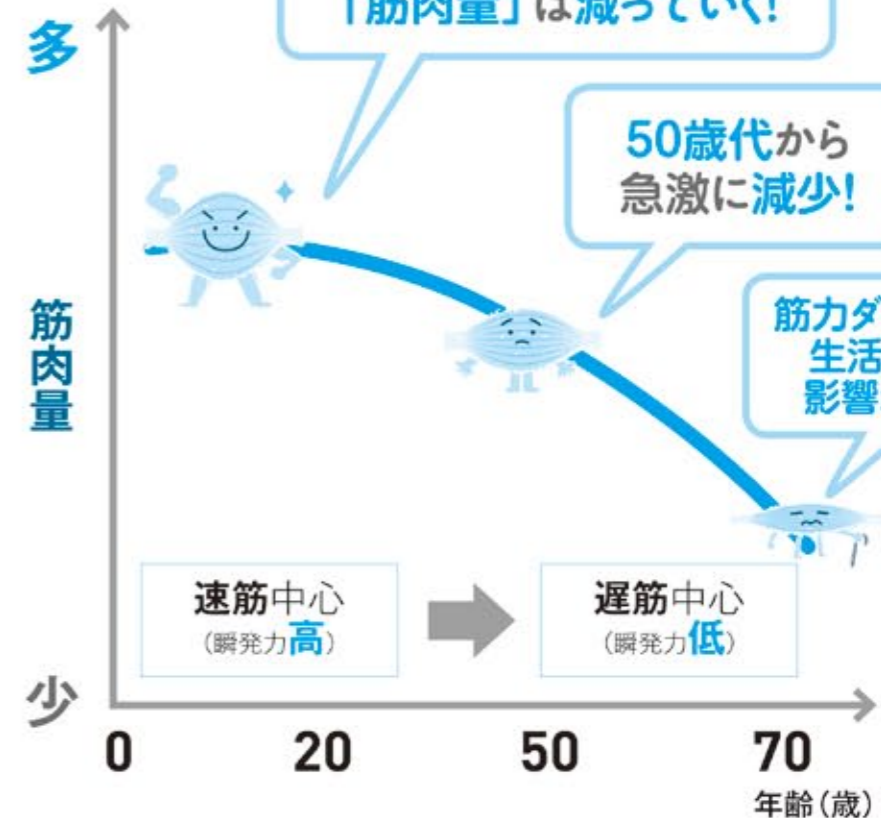 多
「筋肉量」は減っていく!
50歳代から
急激に減少!
筋力ダ
生活
影響
筋肉量
速筋中心
(瞬発力高)
遅筋中心
(瞬発力低)
少
0 20 50 70
年齢(歳)